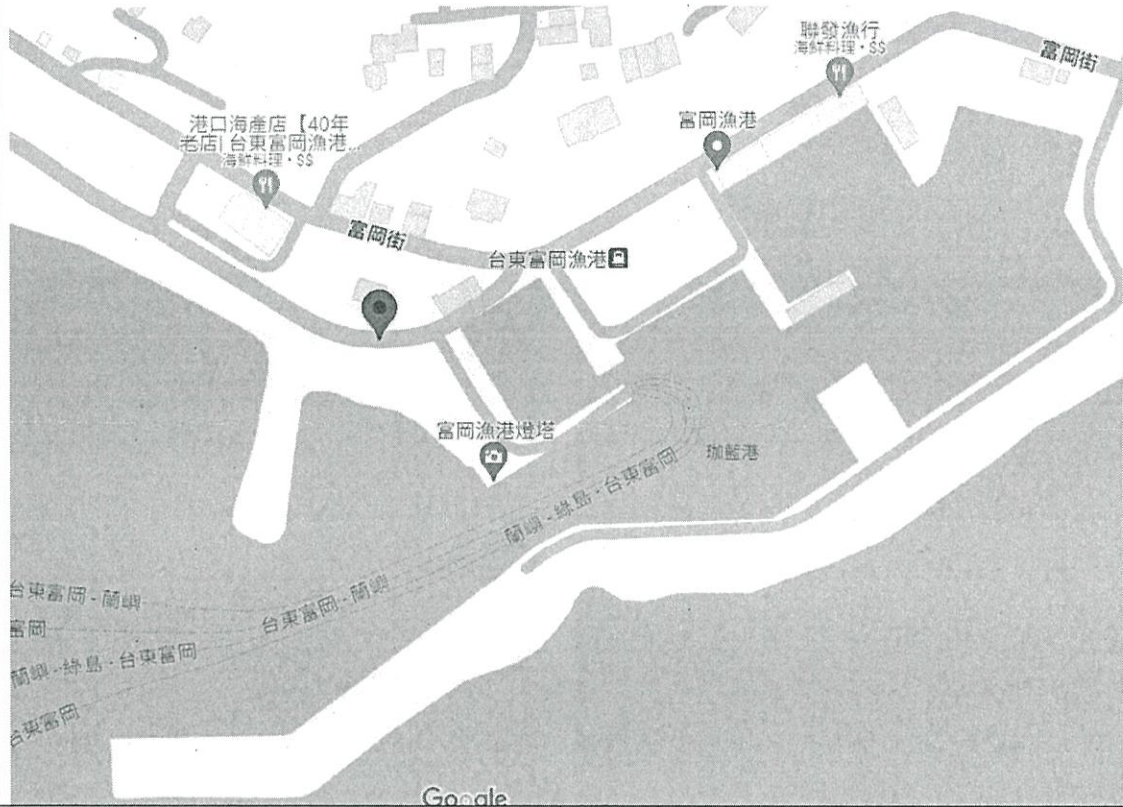 聯發漁行
海鮮料理・$$
富岡街
港口海產店【40年
老店| 台東富岡漁港...
海鮮料理・$$
富岡漁港
富岡街
台東富岡漁港
富岡漁港燈塔
珈藍港
蘭嶼-綠島・台東富岡
台東富岡-蘭嶼
台東富岡-蘭嶼
富岡
蘭嶼-綠島・台東富岡
台東富岡
Google